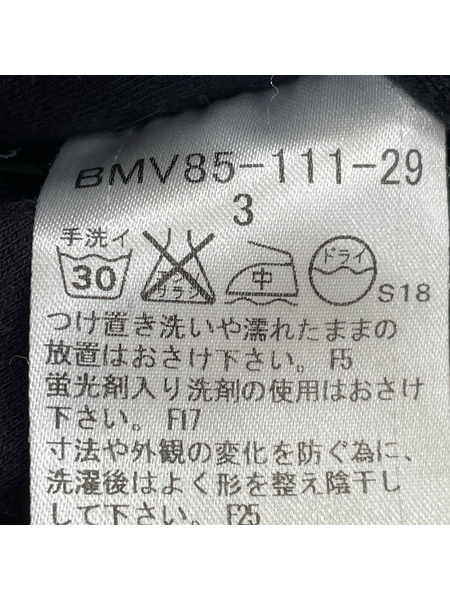 BMV85-111-29
3
手洗イ
30 エンソサラシ 中 ドライ
S18
つけ置き洗いや濡れたままの
放置はおさけ下さい。F5
蛍光剤入り洗剤の使用はおさけ
下さい。F17
寸法や外観の変化を防ぐ為に、
洗濯後はよく形を整え陰干し
して下さい。F25